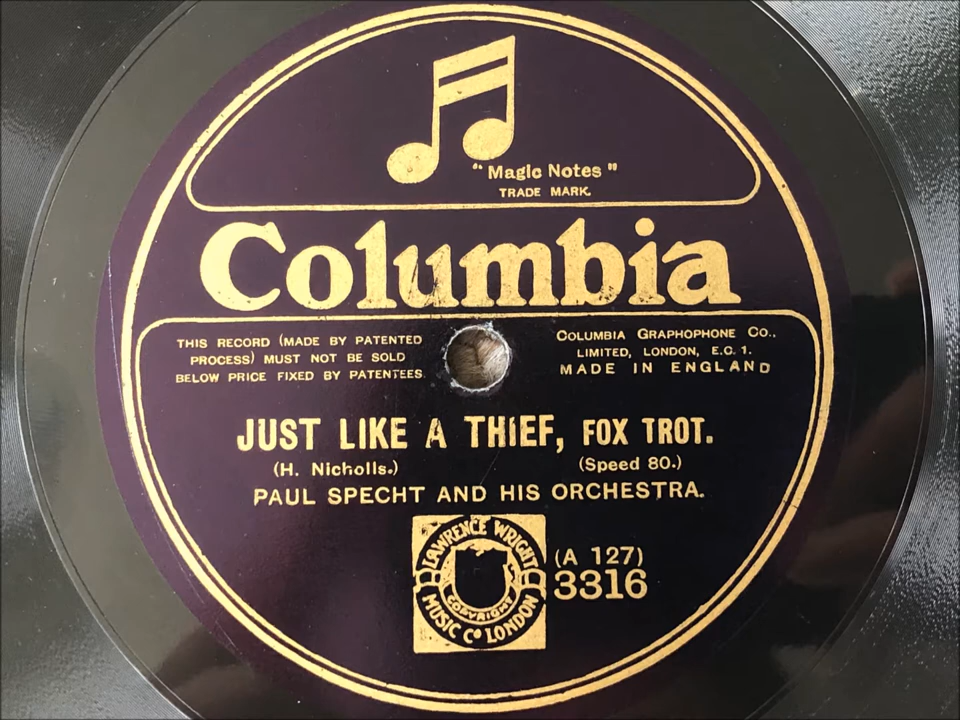 "Magic Notes"
TRADE MARK.
Columbia
THIS RECORD (MADE BY PATENTED
PROCESS) MUST NOT BE SOLD
BELOW PRICE FIXED BY PATENTEES.
COLUMBIA GRAPHOPHONE CO.,
LIMITED, LONDON, E.C.1.
MADE IN ENGLAND
JUST LIKE A THIEF, FOX TROT.
(H. Nicholls.) (Speed 80.)
PAUL SPECHT AND HIS ORCHESTRA.
LAWRENCE WRIGHT
MUSIC Co LONDON
COPYRIGHT
(A 127)
3316